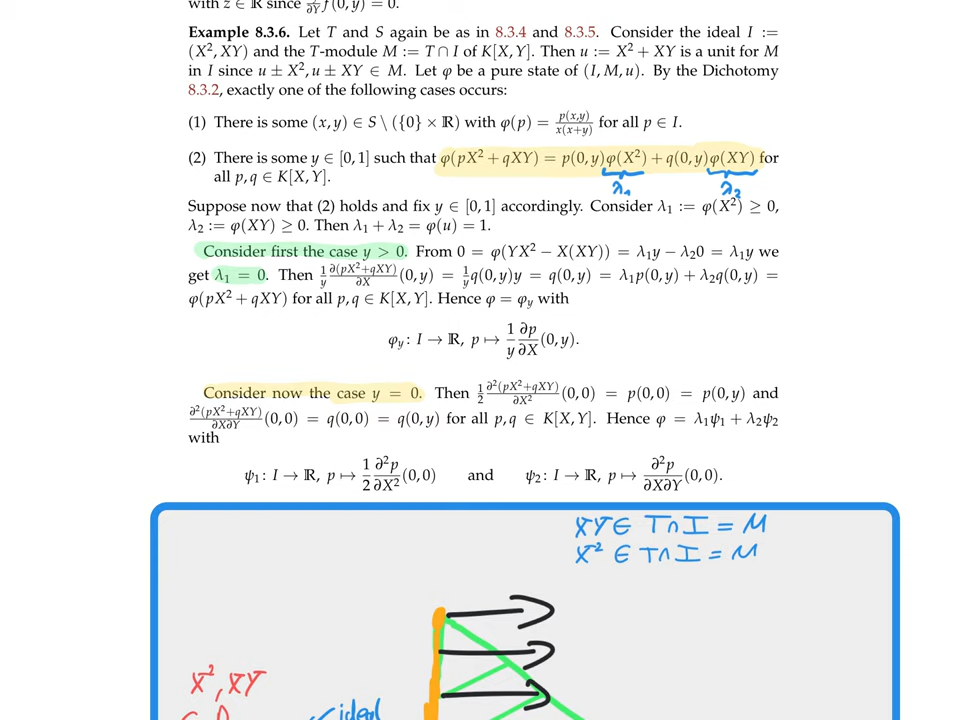 with z ∈ ℝ since ∂/∂Y f(0, y) = 0.
Example 8.3.6. Let T and S again be as in 8.3.4 and 8.3.5. Consider the ideal I :=
(X², XY) and the T-module M := T ∩ I of K[X, Y]. Then u := X² + XY is a unit for M
in I since u ± X², u ± XY ∈ M. Let φ be a pure state of (I, M, u). By the Dichotomy
8.3.2, exactly one of the following cases occurs:
(1) There is some (x, y) ∈ S \ ({0} × ℝ) with φ(p) = p(x,y)/x(x+y) for all p ∈ I.
(2) There is some y ∈ [0, 1] such that φ(pX² + qXY) = p(0, y)φ(X²) + q(0, y)φ(XY) for
all p, q ∈ K[X, Y].
λ₁ λ₂
Suppose now that (2) holds and fix y ∈ [0, 1] accordingly. Consider λ₁ := φ(X²) ≥ 0,
λ₂ := φ(XY) ≥ 0. Then λ₁ + λ₂ = φ(u) = 1.
Consider first the case y > 0. From 0 = φ(YX² − X(XY)) = λ₁y − λ₂0 = λ₁y we
get λ₁ = 0. Then 1/y ∂(pX²+qXY)/∂X (0, y) = 1/y q(0, y)y = q(0, y) = λ₁p(0, y) + λ₂q(0, y) =
φ(pX² + qXY) for all p, q ∈ K[X, Y]. Hence φ = φ_y with
φ_y : I → ℝ, p ↦ 1/y ∂p/∂X (0, y).
Consider now the case y = 0. Then 1/2 ∂²(pX²+qXY)/∂X² (0, 0) = p(0, 0) = p(0, y) and
∂²(pX²+qXY)/∂X∂Y (0, 0) = q(0, 0) = q(0, y) for all p, q ∈ K[X, Y]. Hence φ = λ₁ψ₁ + λ₂ψ₂
with
ψ₁ : I → ℝ, p ↦ 1/2 ∂²p/∂X² (0, 0) and ψ₂ : I → ℝ, p ↦ ∂²p/∂X∂Y (0, 0).
XY ∈ T ∩ I = M
X² ∈ T ∩ I = M
X², XY
ideal